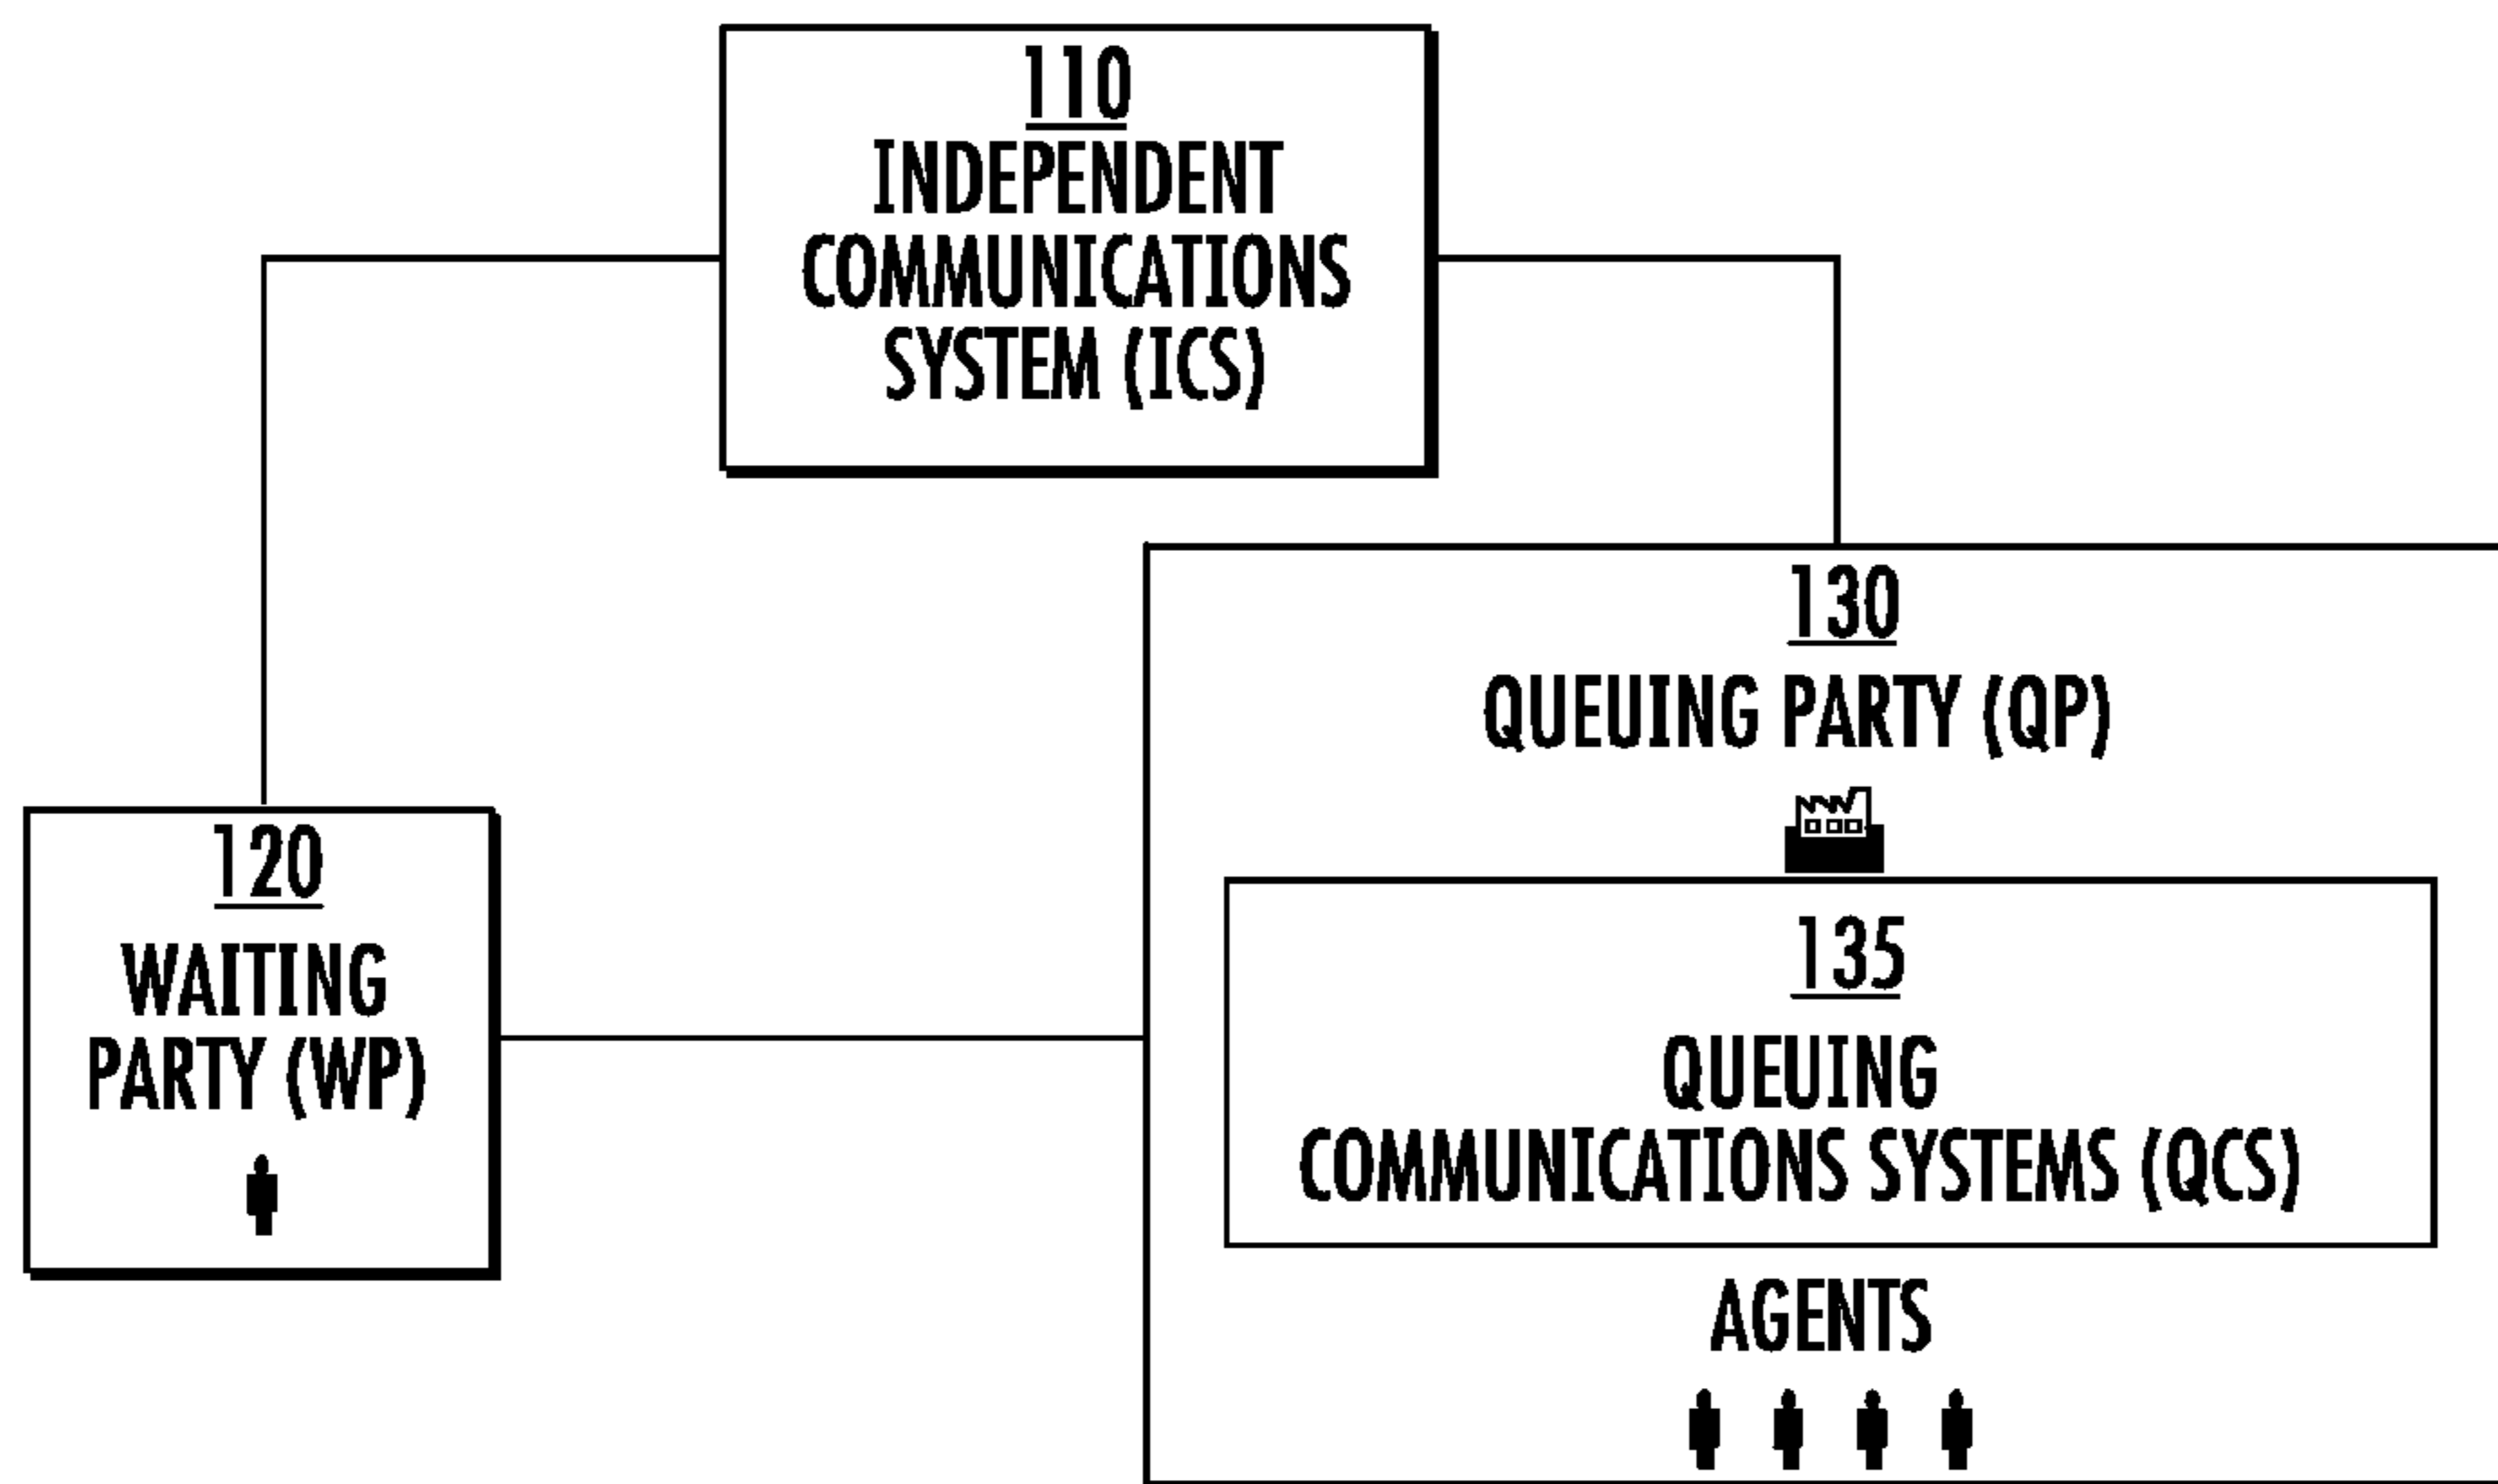 110
INDEPENDENT
COMMUNICATIONS
SYSTEM (ICS)
130
QUEUING PARTY (QP)
120
WAITING
PARTY (WP)
135
QUEUING
COMMUNICATIONS SYSTEMS (QCS)
AGENTS